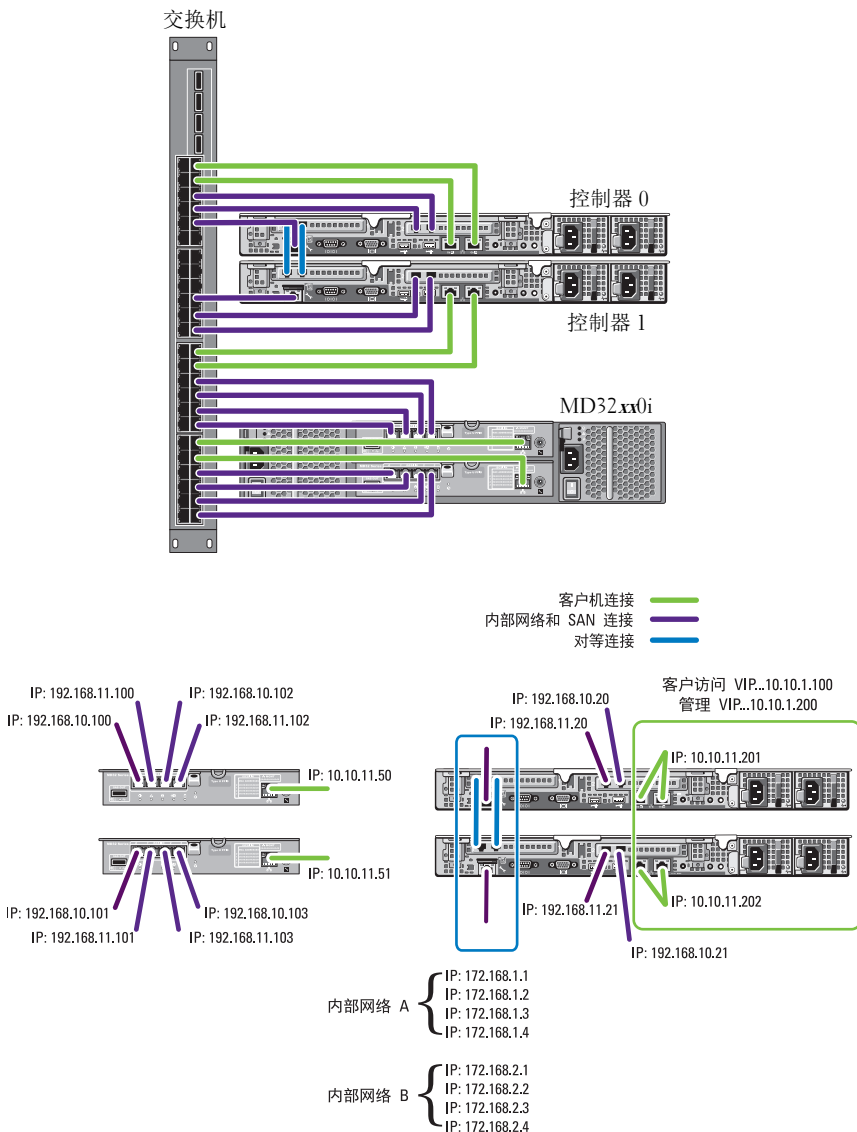 交换机
控制器 0
控制器 1
MD32xx0i
客户机连接
内部网络和 SAN 连接
对等连接
IP: 192.168.11.100
IP: 192.168.10.102
IP: 192.168.10.100
IP: 192.168.11.102
IP: 10.10.11.50
IP: 10.10.11.51
IP: 192.168.10.101
IP: 192.168.10.103
IP: 192.168.11.101
IP: 192.168.11.103
客户访问 VIP...10.10.1.100
管理 VIP...10.10.1.200
IP: 192.168.10.20
IP: 192.168.11.20
IP: 10.10.11.201
IP: 10.10.11.202
IP: 192.168.11.21
IP: 192.168.10.21
内部网络 A
IP: 172.168.1.1
IP: 172.168.1.2
IP: 172.168.1.3
IP: 172.168.1.4
内部网络 B
IP: 172.168.2.1
IP: 172.168.2.2
IP: 172.168.2.3
IP: 172.168.2.4